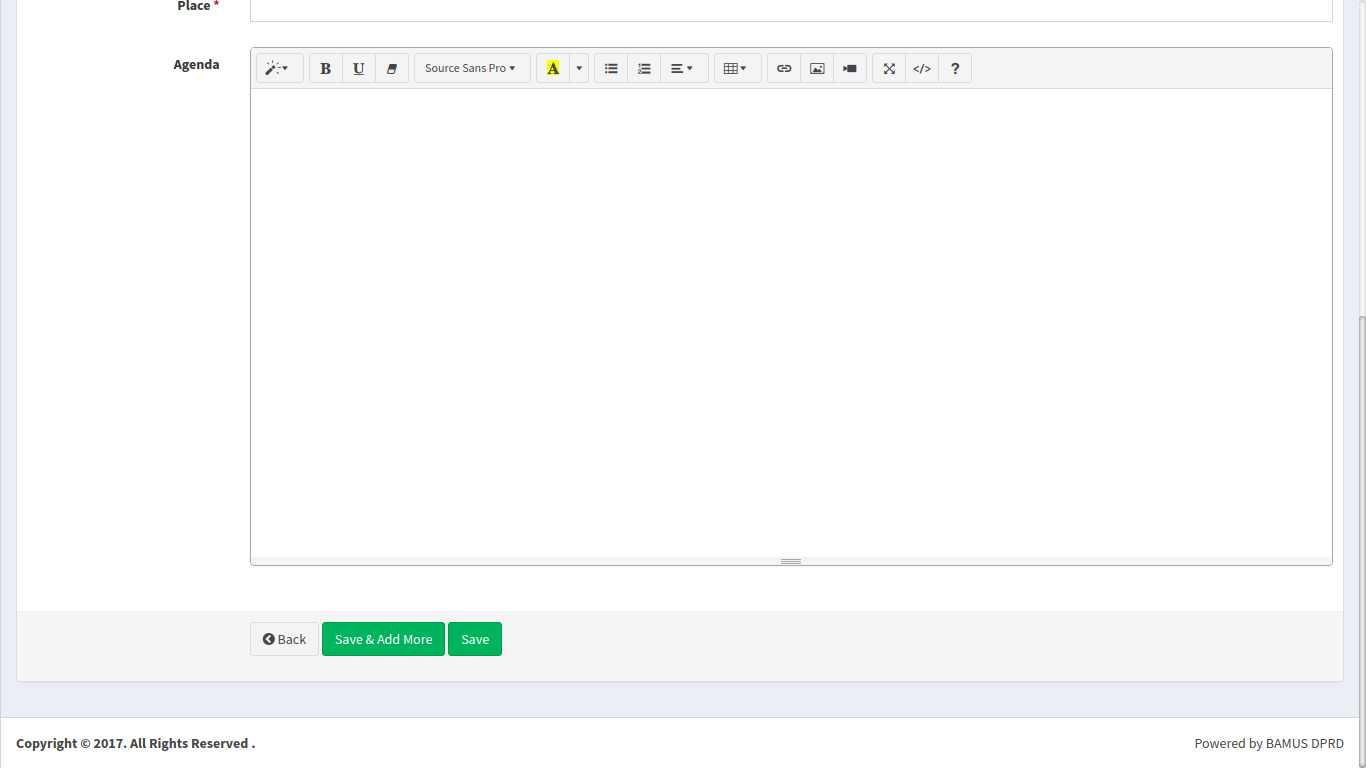 Place *
Agenda
B U Source Sans Pro A </> ?
Back Save & Add More Save
Copyright © 2017. All Rights Reserved .
Powered by BAMUS DPRD